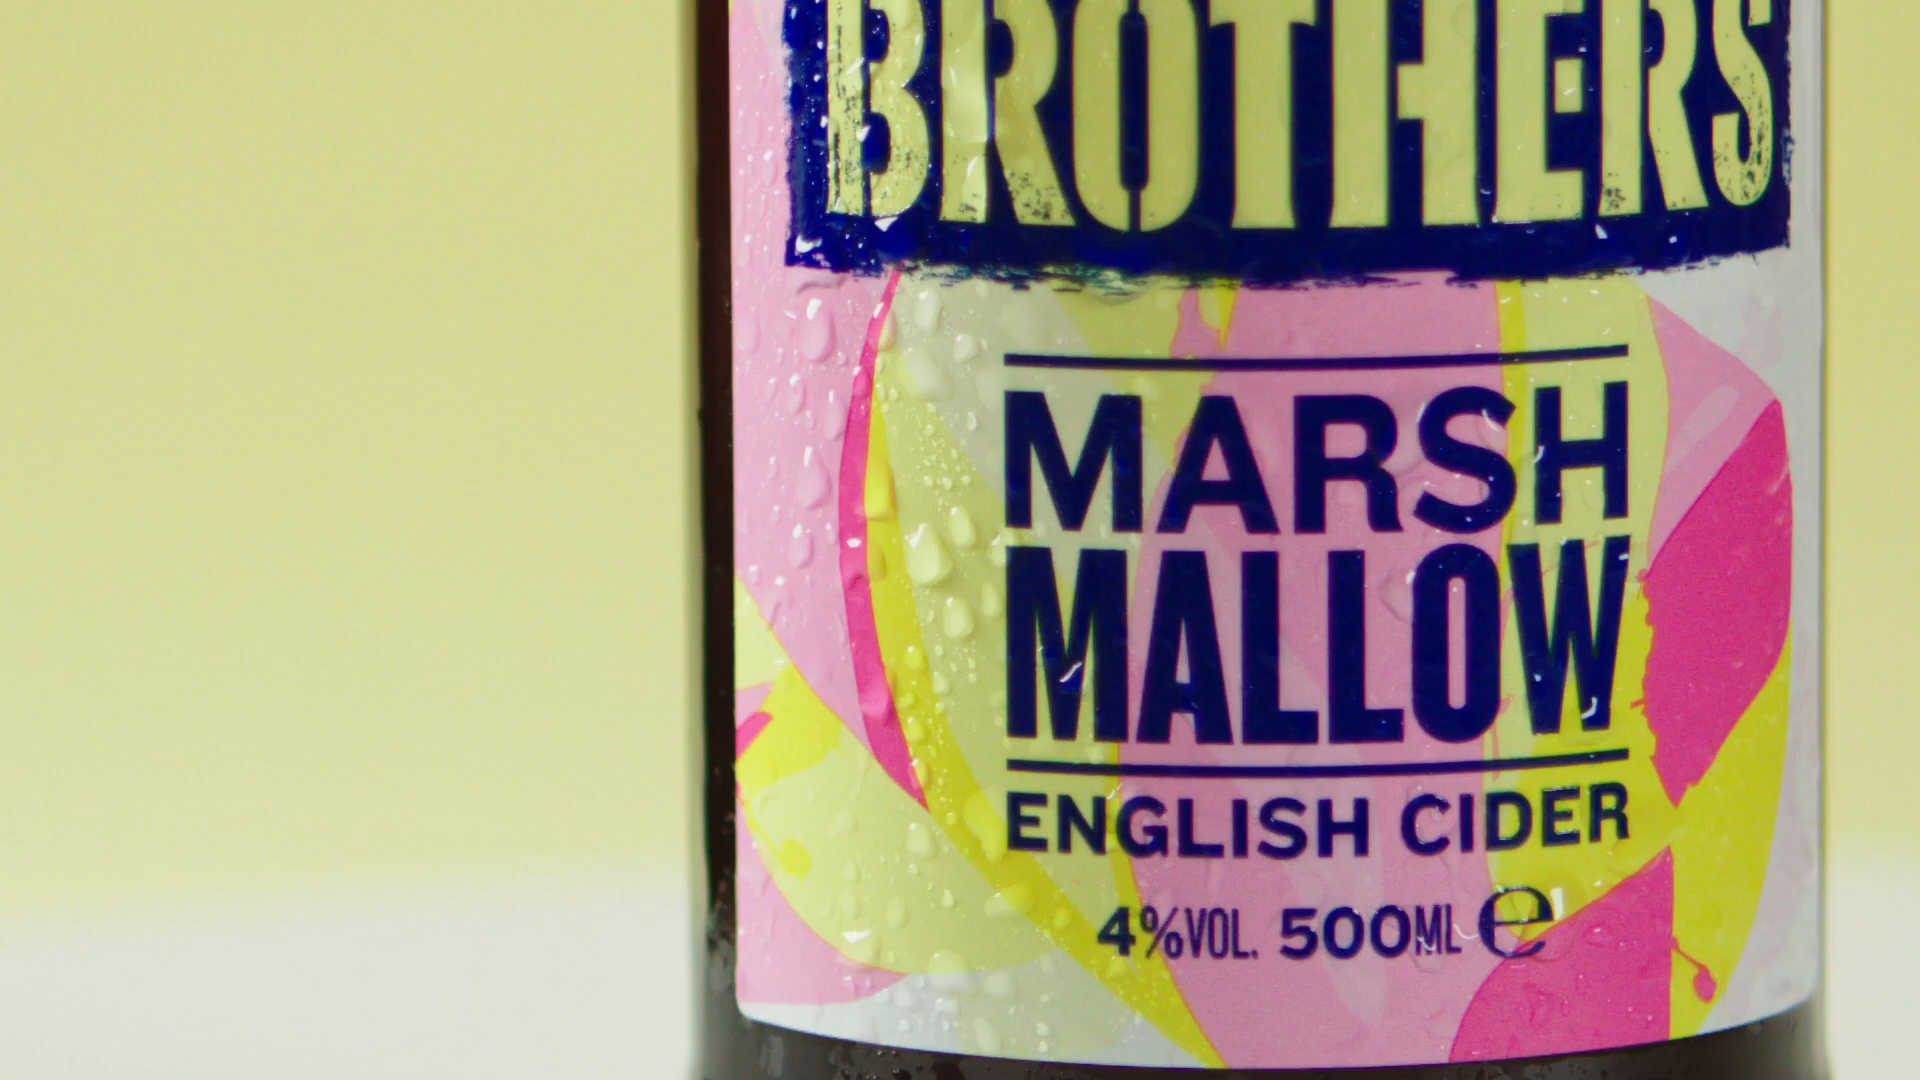 BROTHERS
MARSH
MALLOW
ENGLISH CIDER
4%VOL. 500ML ℮